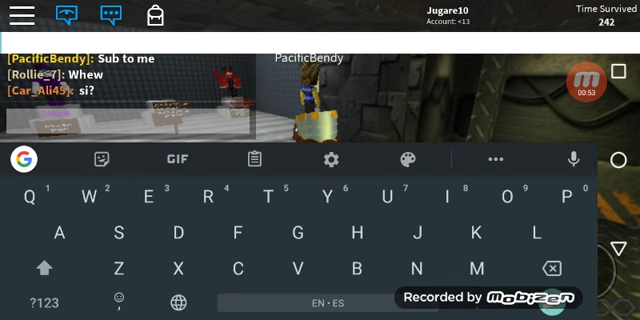 Jugare10
Account: <13
Time Survived
242
[PacificBendy]: Sub to me
[Rollie_7]: Whew
[Car_Ali45]: si?
PacificBendy
00:53
G GIF
Q 1 W 2 E 3 R 4 T 5 Y 6 U 7 I 8 O 9 P 0
A S D F G H J K L
Z X C V B N M
?123 , EN • ES
Recorded by Mobizen